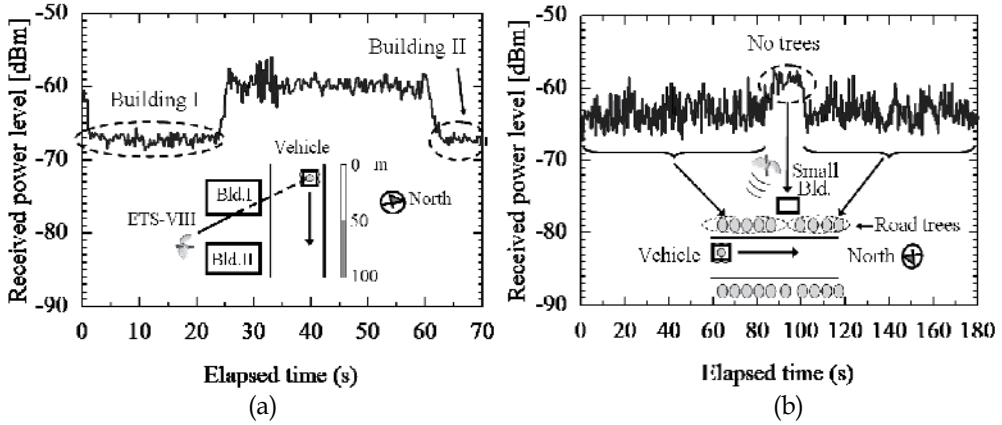 Received power level [dBm]
-50
-60
-70
-80
-90
Building I
Building II
Vehicle
0 m
50
100
Bld.I
Bld.II
ETS-VIII
North
0 10 20 30 40 50 60 70
Elapsed time (s)
(a)
Received power level [dBm]
-50
-60
-70
-80
-90
No trees
Small
Bld.
Road trees
Vehicle
North
0 20 40 60 80 100 120 140 160 180
Elapsed time (s)
(b)